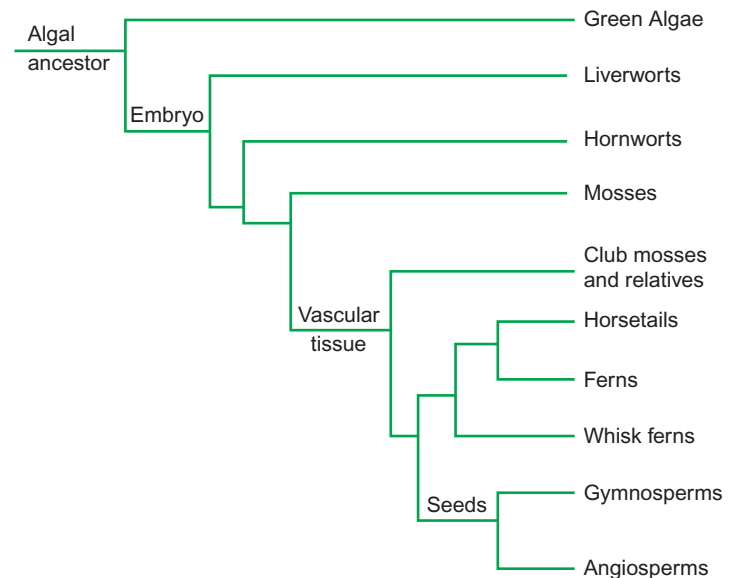 Green Algae
Algal
ancestor
Liverworts
Embryo
Hornworts
Mosses
Club mosses
and relatives
Vascular
tissue
Horsetails
Ferns
Whisk ferns
Gymnosperms
Seeds
Angiosperms